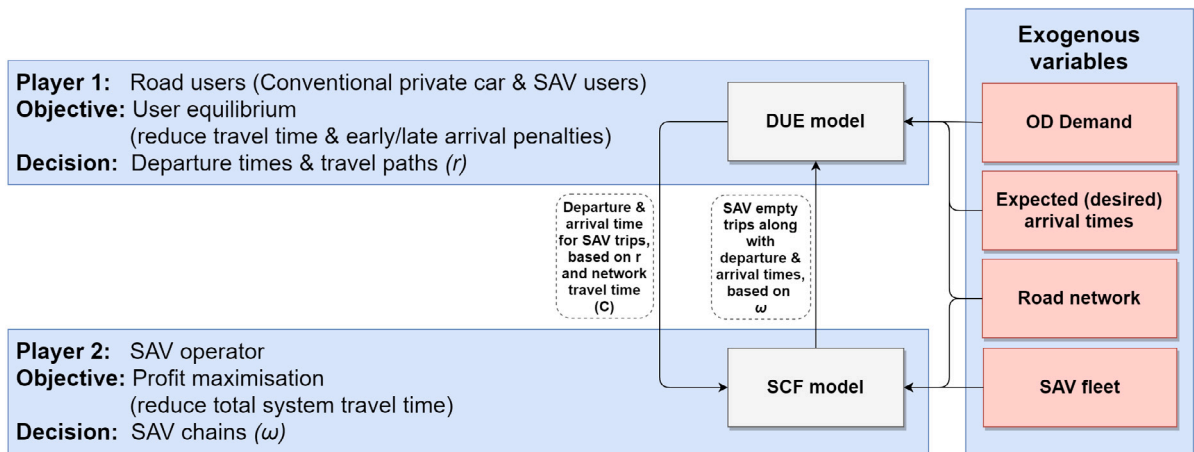 Player 1: Road users (Conventional private car & SAV users)
Objective: User equilibrium
(reduce travel time & early/late arrival penalties)
Decision: Departure times & travel paths (r)
DUE model
Departure &
arrival time
for SAV trips,
based on r
and network
travel time
(C)
SAV empty
trips along
with
departure &
arrival times,
based on
ω
Player 2: SAV operator
Objective: Profit maximisation
(reduce total system travel time)
Decision: SAV chains (ω)
SCF model
Exogenous
variables
OD Demand
Expected (desired)
arrival times
Road network
SAV fleet